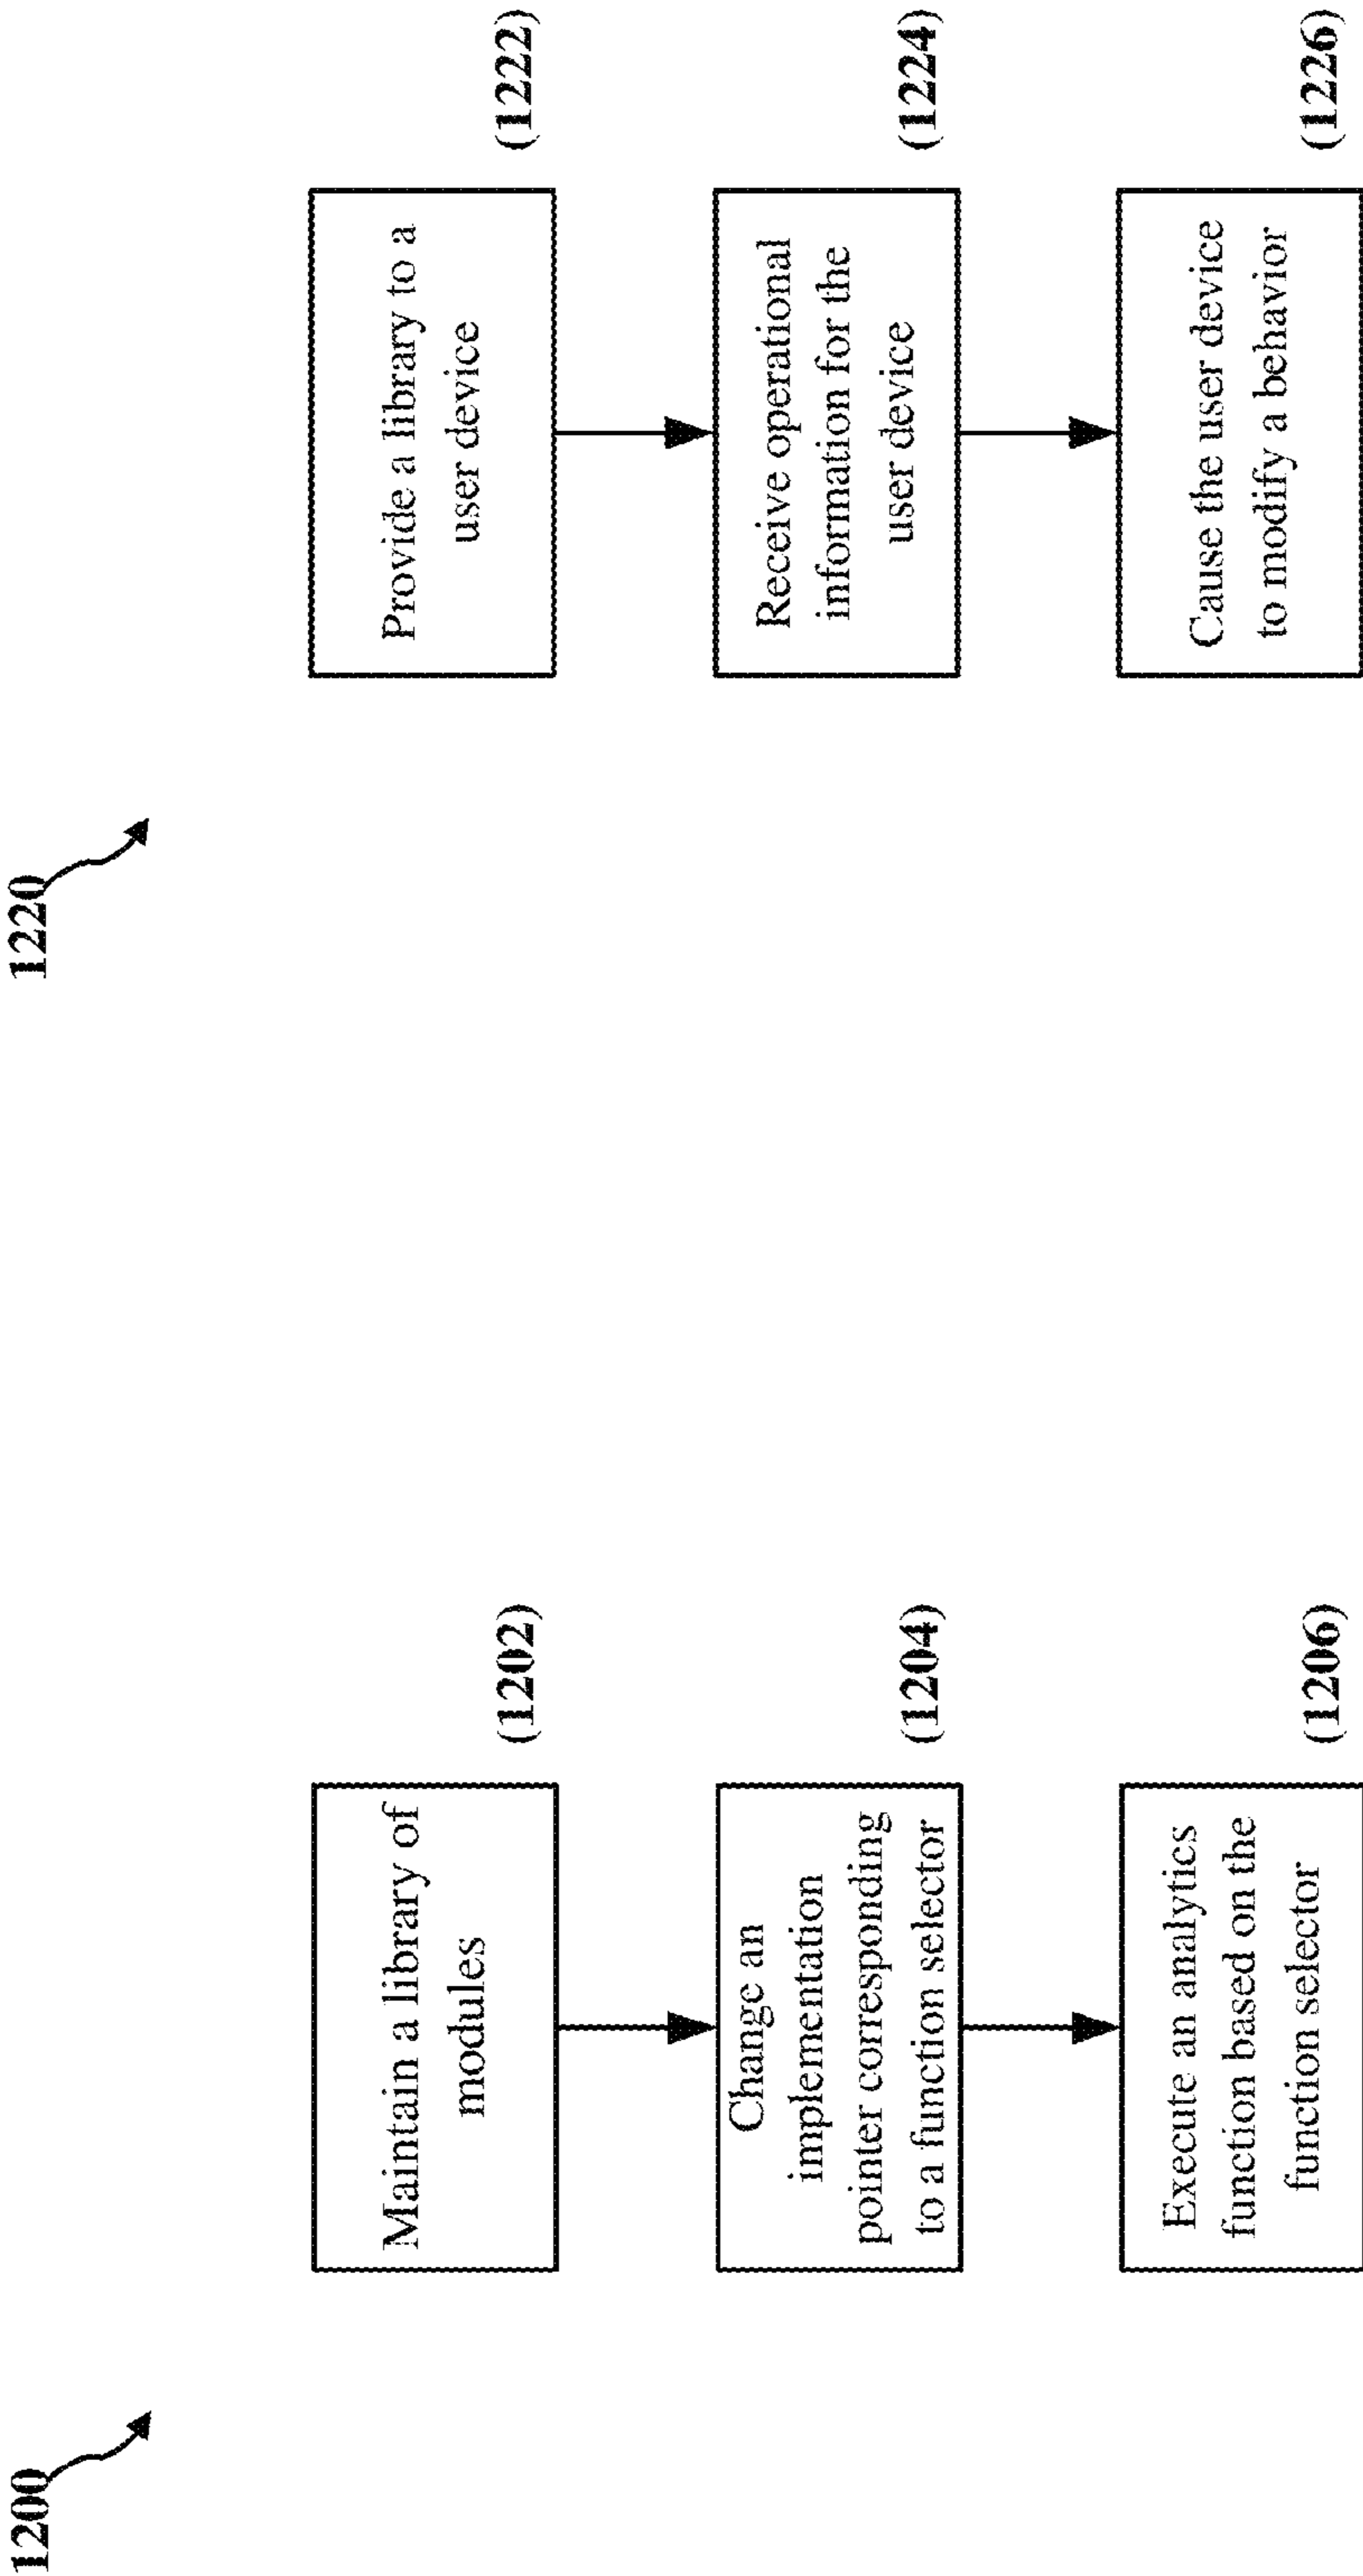 1200
Maintain a library of
modules
(1202)
Change an
implementation
pointer corresponding
to a function selector
(1204)
Execute an analytics
function based on the
function selector
(1206)
1220
Provide a library to a
user device
(1222)
Receive operational
information for the
user device
(1224)
Cause the user device
to modify a behavior
(1226)